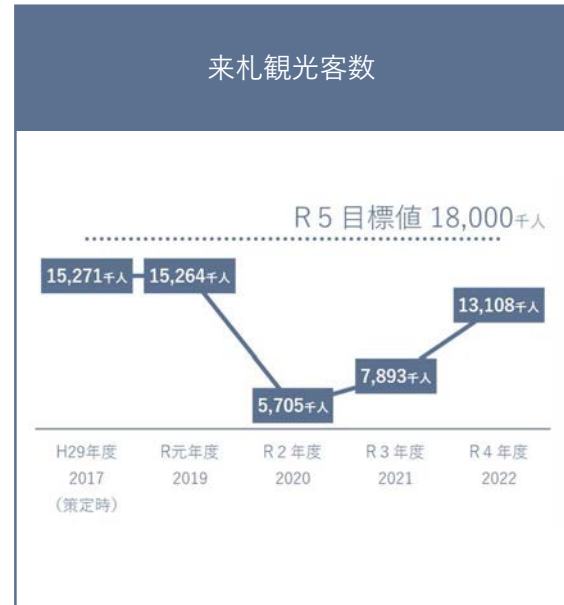 来札観光客数
R5目標値 18,000千人
15,271千人 15,264千人
13,108千人
7,893千人
5,705千人
H29年度 R元年度 R2年度 R3年度 R4年度
2017 2019 2020 2021 2022
(策定時)